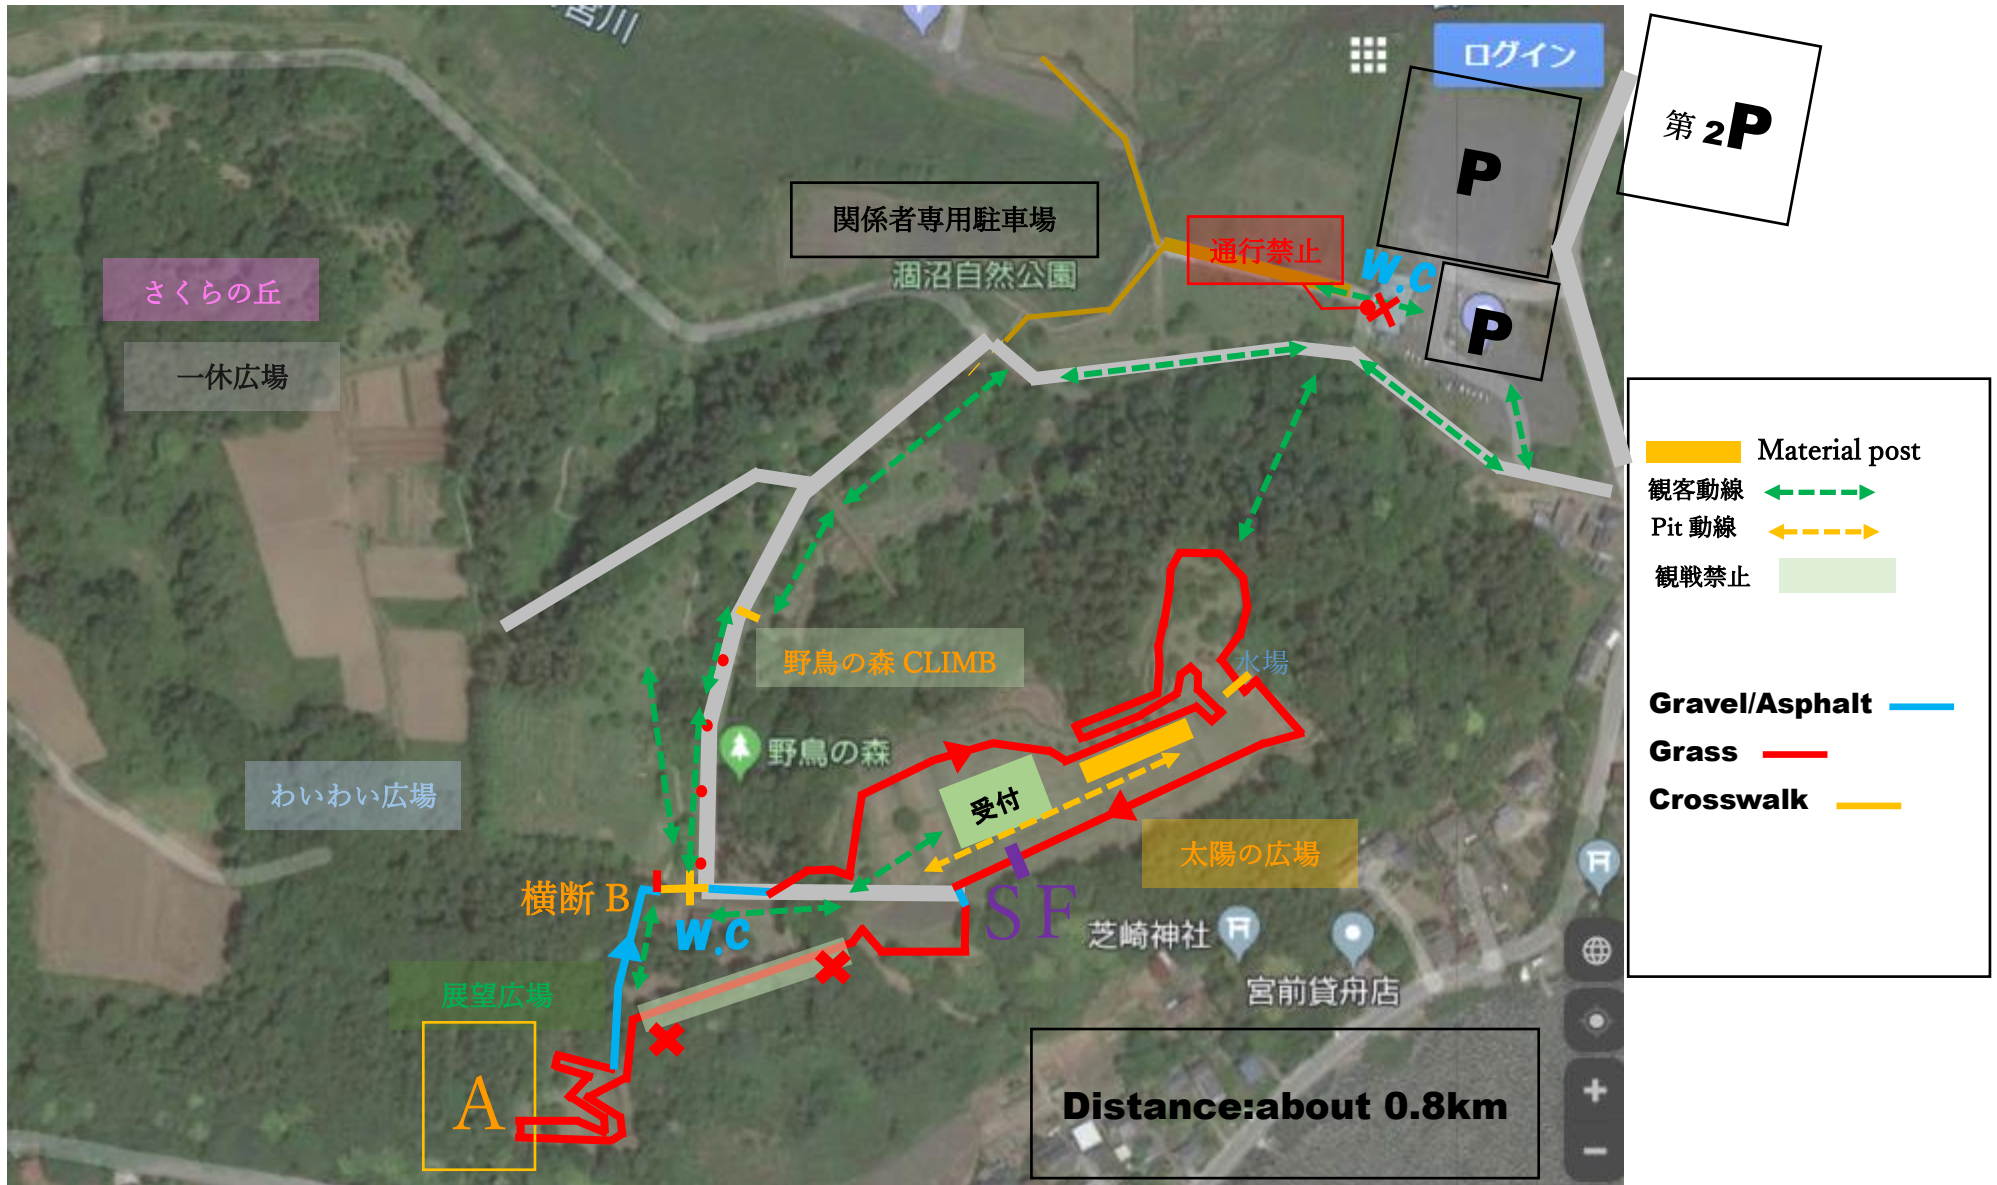 宮川
ログイン
第2P
P
関係者専用駐車場
通行禁止
W.C
涸沼自然公園
さくらの丘
P
一休広場
Material post
観客動線
Pit 動線
観戦禁止
野鳥の森 CLIMB
水場
Gravel/Asphalt
野鳥の森
Grass
わいわい広場
受付
Crosswalk
太陽の広場
横断 B
SF
W.C
芝崎神社
展望広場
宮前貸舟店
A
Distance:about 0.8km